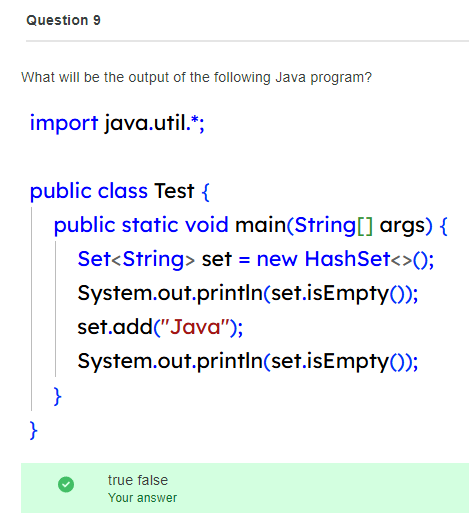 Question 9
What will be the output of the following Java program?
import java.util.*;
public class Test {
public static void main(String[] args) {
Set<String> set = new HashSet<>();
System.out.println(set.isEmpty());
set.add("Java");
System.out.println(set.isEmpty());
}
}
true false
Your answer